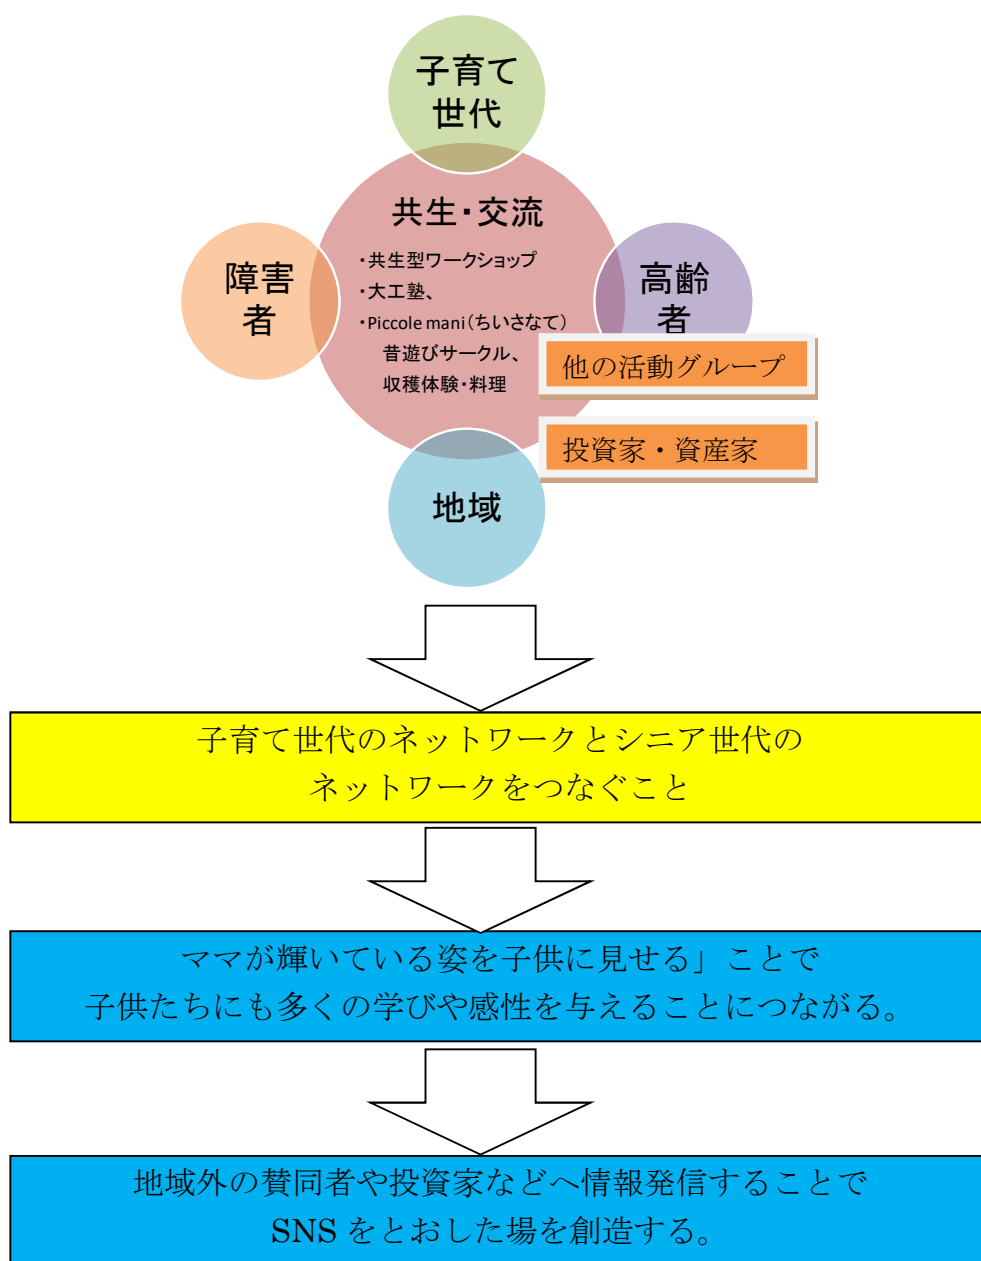 子育て
世代
共生・交流
・共生型ワークショップ
・大工塾、
・Piccole mani（ちいさなて）
昔遊びサークル、
収穫体験・料理
障害
者
高齢
者
他の活動グループ
投資家・資産家
地域
子育て世代のネットワークとシニア世代の
ネットワークをつなぐこと
ママが輝いている姿を子供に見せる」ことで
子供たちにも多くの学びや感性を与えることにつながる。
地域外の賛同者や投資家などへ情報発信することで
SNS をとおした場を創造する。